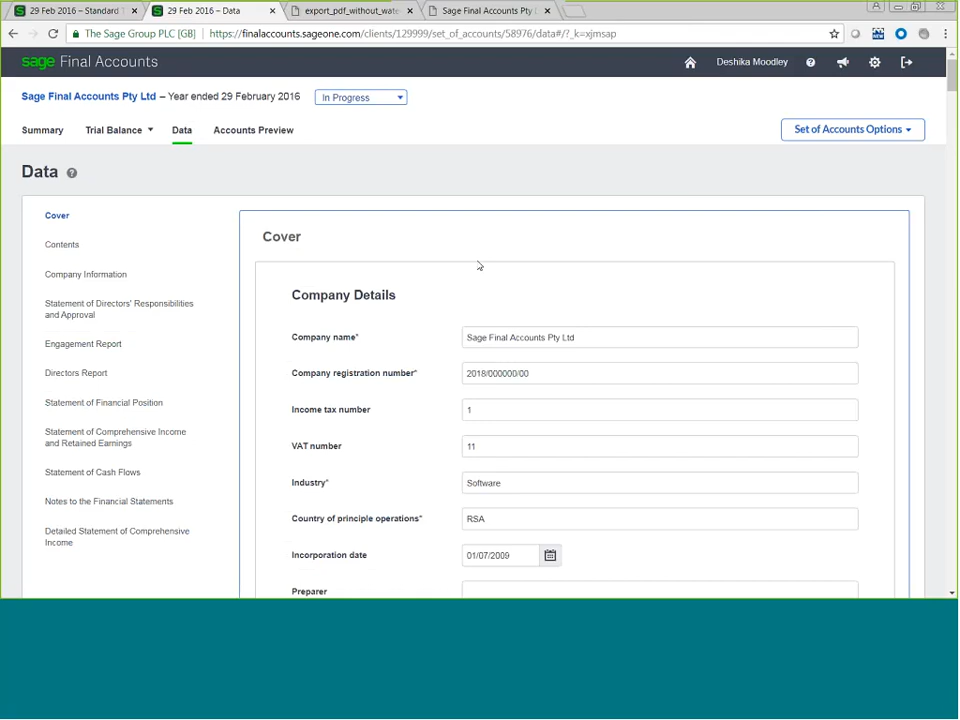 29 Feb 2016 – Standard T
29 Feb 2016 – Data
export_pdf_without_wate
Sage Final Accounts Pty L
The Sage Group PLC [GB]
https://finalaccounts.sageone.com/clients/129999/set_of_accounts/58976/data#/?_k=xjmsap
sage Final Accounts
Deshika Moodley
Sage Final Accounts Pty Ltd – Year ended 29 February 2016
In Progress
Summary
Trial Balance
Data
Accounts Preview
Set of Accounts Options
Data
Cover
Contents
Company Information
Statement of Directors' Responsibilities
and Approval
Engagement Report
Directors Report
Statement of Financial Position
Statement of Comprehensive Income
and Retained Earnings
Statement of Cash Flows
Notes to the Financial Statements
Detailed Statement of Comprehensive
Income
Cover
Company Details
Company name* Sage Final Accounts Pty Ltd
Company registration number* 2018/000000/00
Income tax number 1
VAT number 11
Industry* Software
Country of principle operations* RSA
Incorporation date 01/07/2009
Preparer